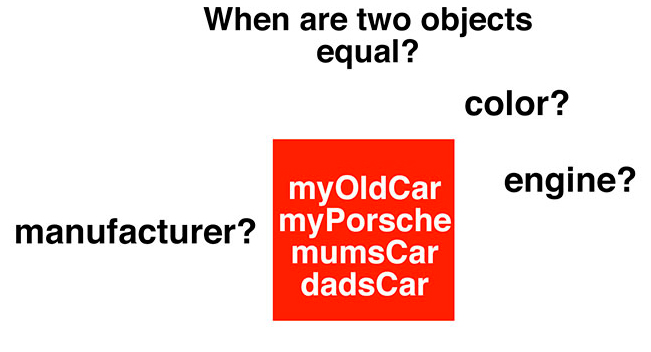 When are two objects
equal?
color?
engine?
manufacturer?
myOldCar
myPorsche
mumsCar
dadsCar